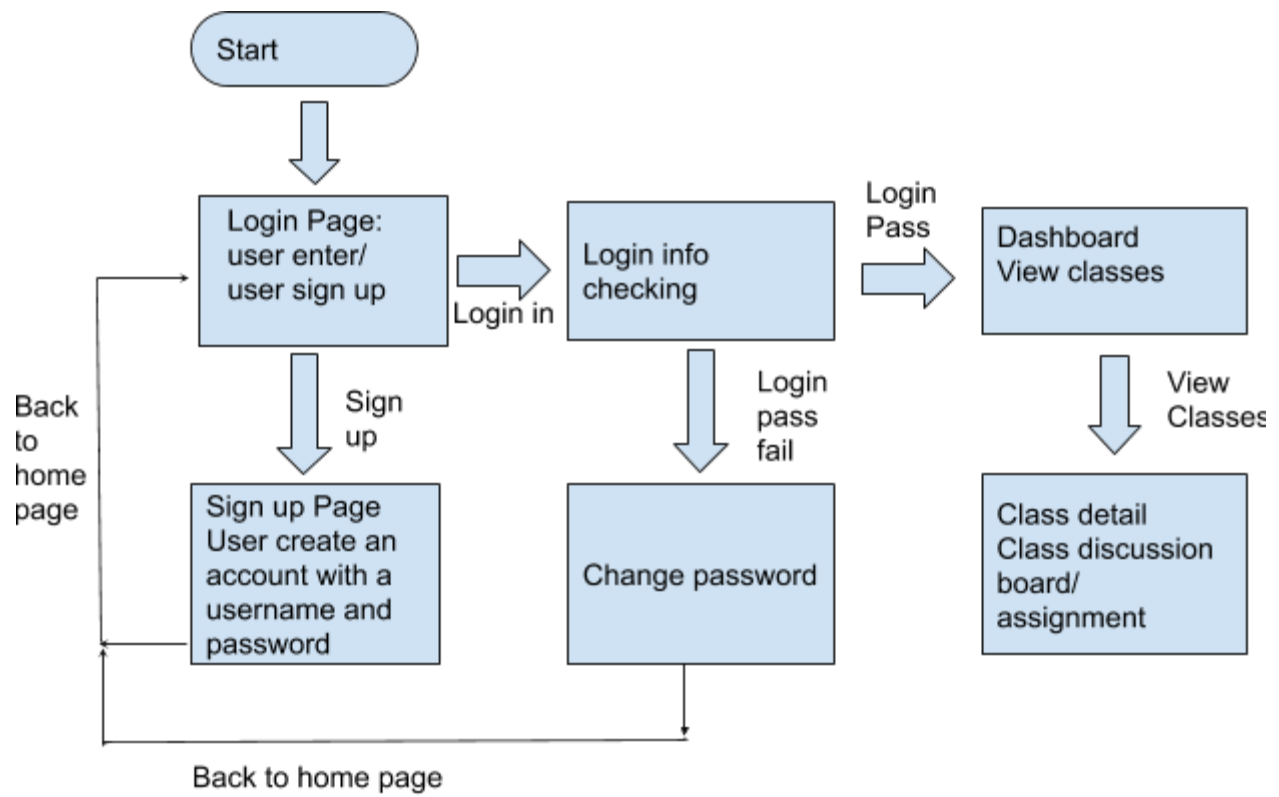 Start
Login Page:
user enter/
user sign up
Login in
Login info
checking
Login
Pass
Dashboard
View classes
Sign
up
Login
pass
fail
View
Classes
Back
to
home
page
Sign up Page
User create an
account with a
username and
password
Change password
Class detail
Class discussion
board/
assignment
Back to home page